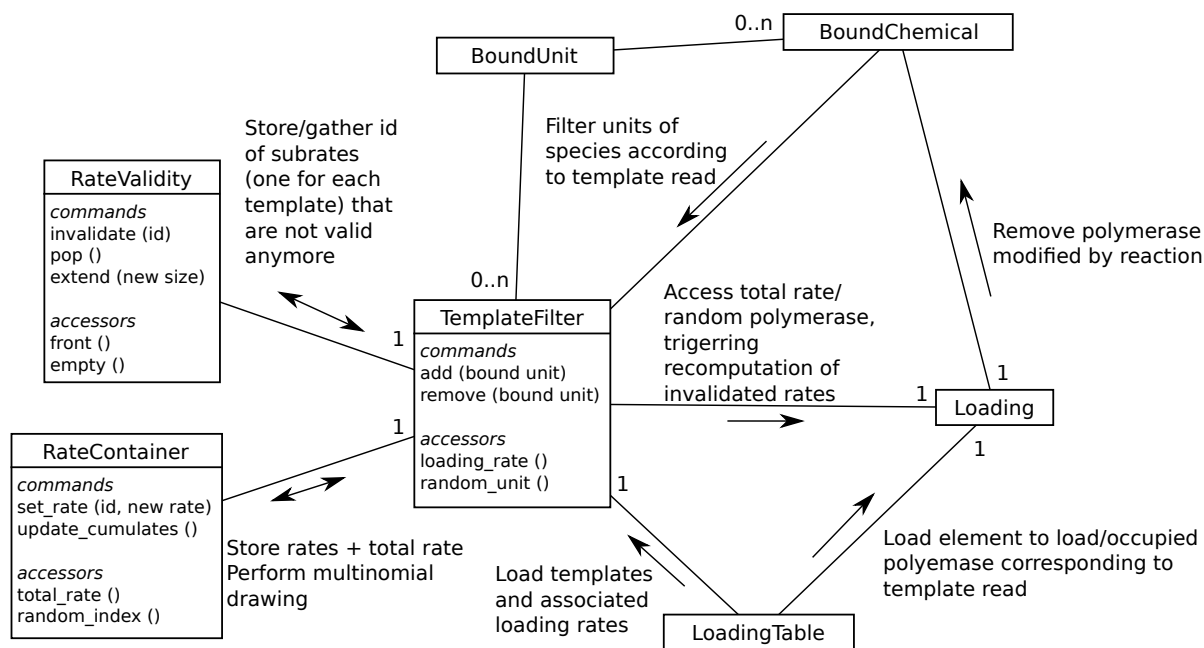 BoundUnit
0..n
BoundChemical
Store/gather id
of subrates
(one for each
template) that
are not valid
anymore
Filter units of
species according
to template read
RateValidity
commands
invalidate (id)
pop ()
extend (new size)
accessors
front ()
empty ()
Remove polymerase
modified by reaction
0..n
1
TemplateFilter
commands
add (bound unit)
remove (bound unit)
accessors
loading_rate ()
random_unit ()
Access total rate/
random polymerase,
trigerring
recomputation of
invalidated rates
1
1
Loading
1
1
RateContainer
commands
set_rate (id, new rate)
update_cumulates ()
accessors
total_rate ()
random_index ()
Store rates + total rate
Perform multinomial
drawing
1
Load templates
and associated
loading rates
Load element to load/occupied
polyemase corresponding to
template read
LoadingTable